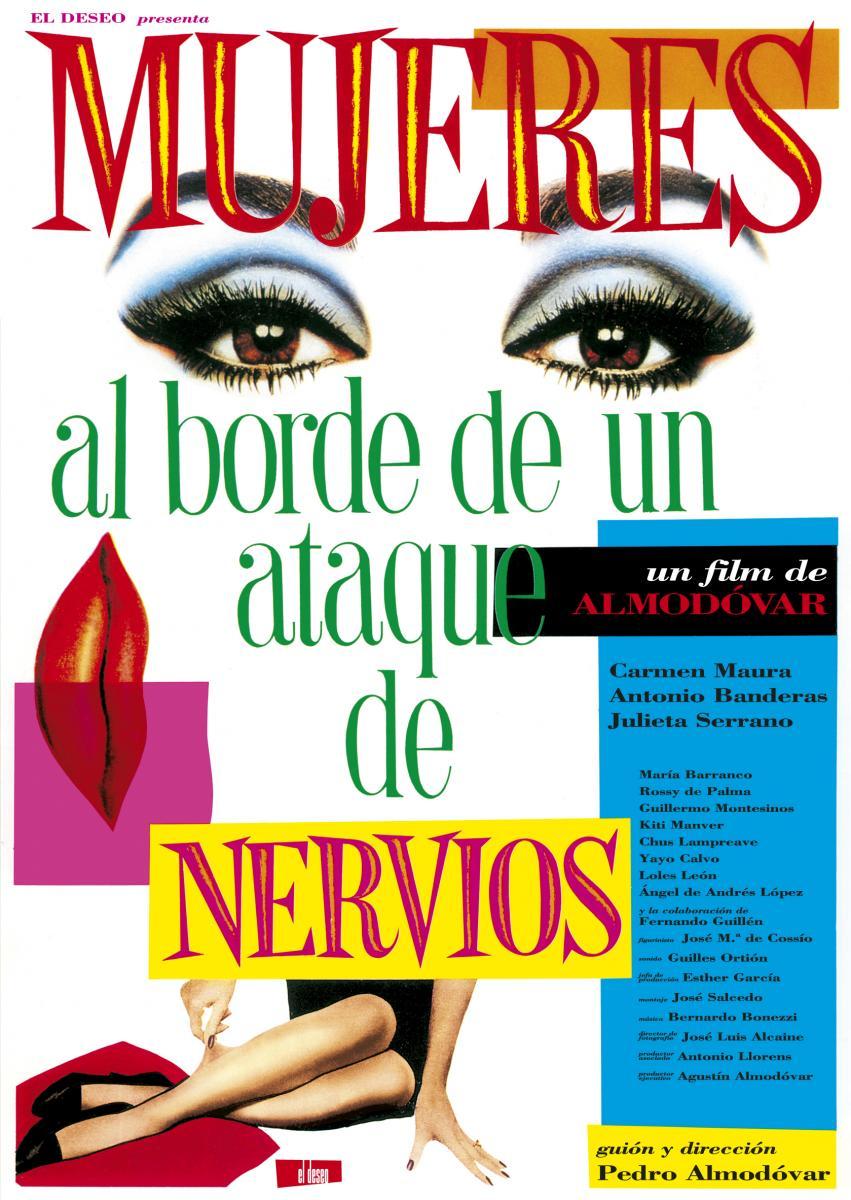 EL DESEO presenta
MUJERES
al borde de un
ataque
de
NERVIOS
un film de
ALMODÓVAR
Carmen Maura
Antonio Banderas
Julieta Serrano
María Barranco
Rossy de Palma
Guillermo Montesinos
Kiti Manver
Chus Lampreave
Yayo Calvo
Loles León
Ángel de Andrés López
y la colaboración de
Fernando Guillén
figurinista José M.ª de Cossío
sonido Guilles Ortión
jefa de
producción Esther García
montaje José Salcedo
música Bernardo Bonezzi
director de
fotografía José Luis Alcaine
productor
asociado Antonio Llorens
productor
ejecutivo Agustín Almodóvar
guión y dirección
Pedro Almodóvar
el deseo